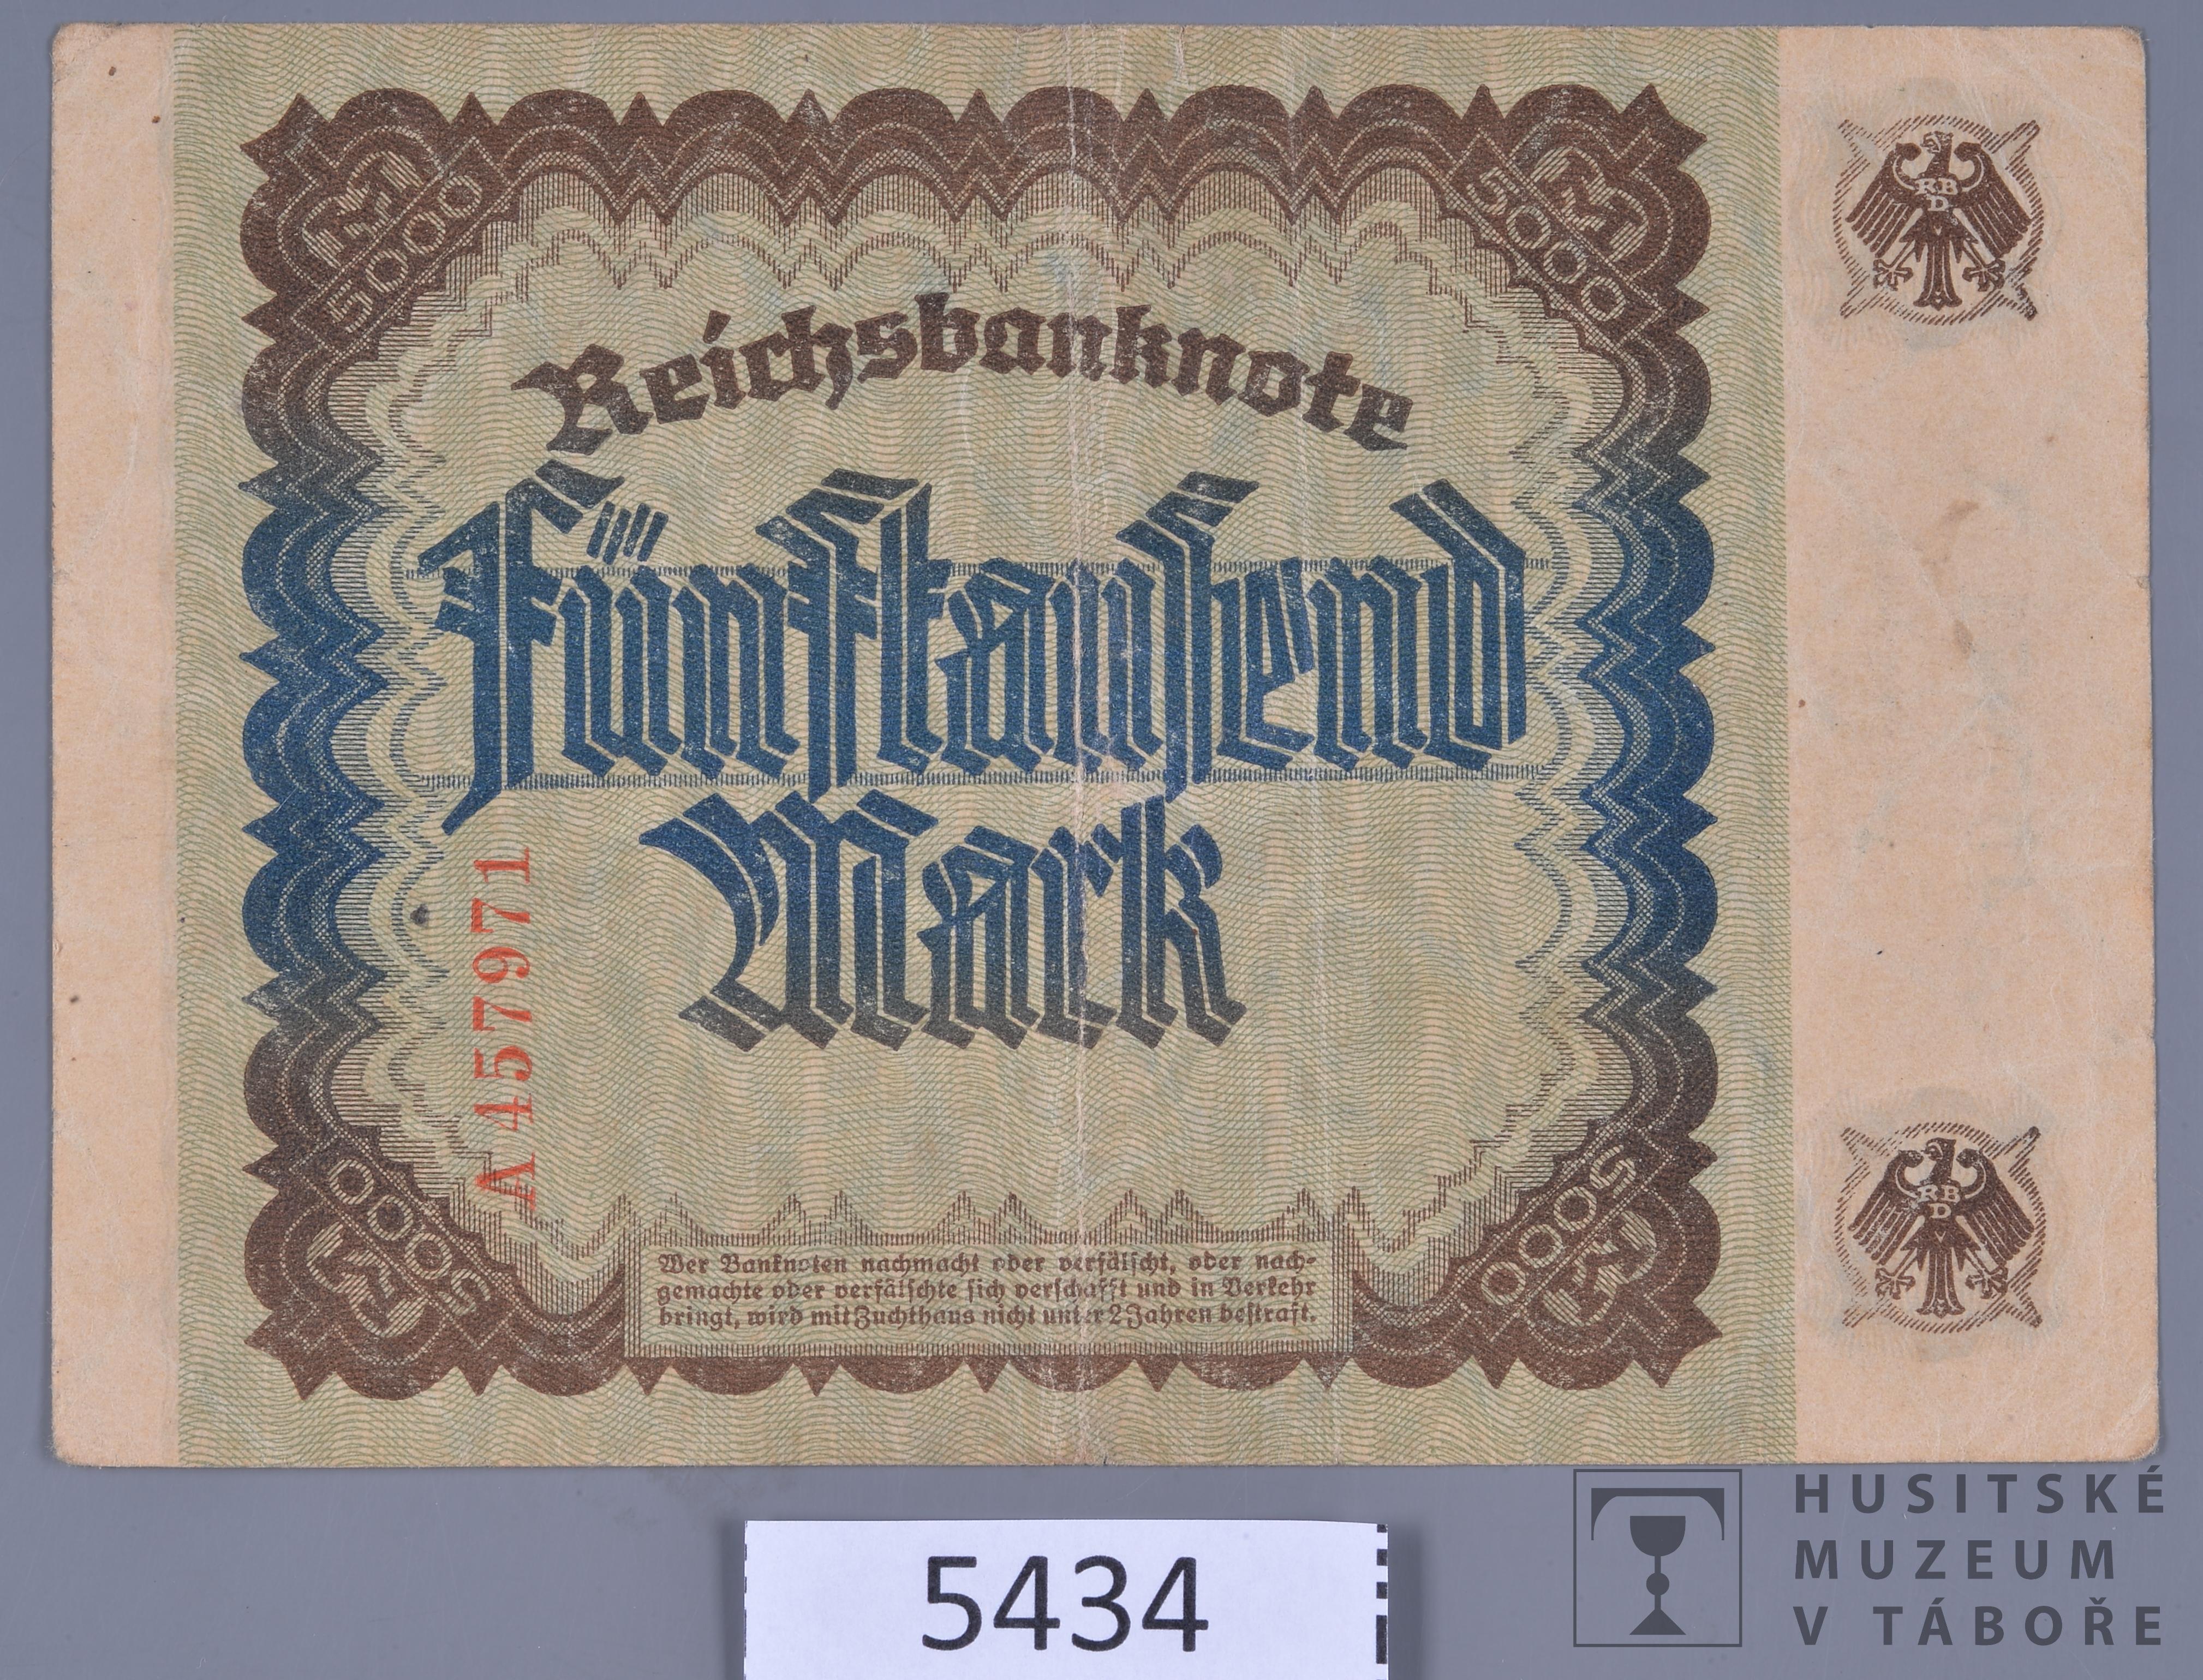 M
5000
M
5000
RBD
Reichsbanknote
Fünftausend
Mark
A 457971
5000
M
5000
M
RBD
Wer Banknoten nachmacht oder verfälscht, oder nach-
gemachte oder verfälschte sich verschafft und in Verkehr
bringt, wird mit Zuchthaus nicht unter 2 Jahren bestraft.
5434
HUSITSKÉ
MUZEUM
V TÁBOŘE